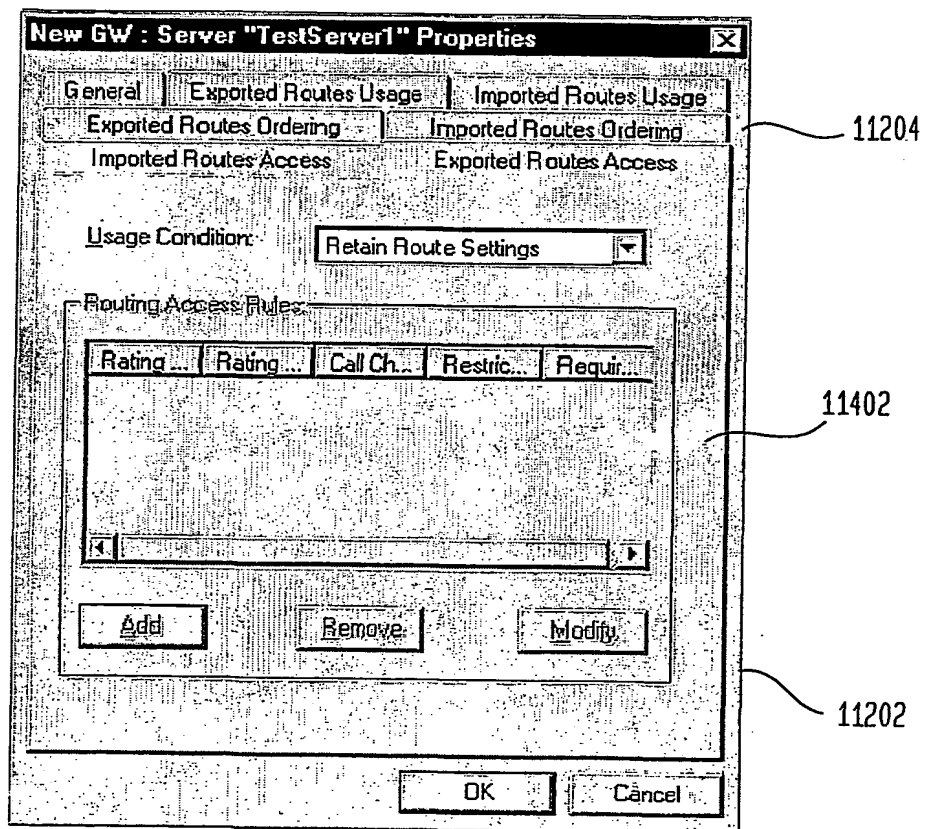 New GW : Server "TestServer1" Properties
General Exported Routes Usage Imported Routes Usage
Exported Routes Ordering Imported Routes Ordering
11204
Imported Routes Access Exported Routes Access
Usage Condition: Retain Route Settings
Routing Access Rules:
Rating ... Rating ... Call Ch... Restric... Requir...
11402
Add Remove Modify
11202
OK Cancel